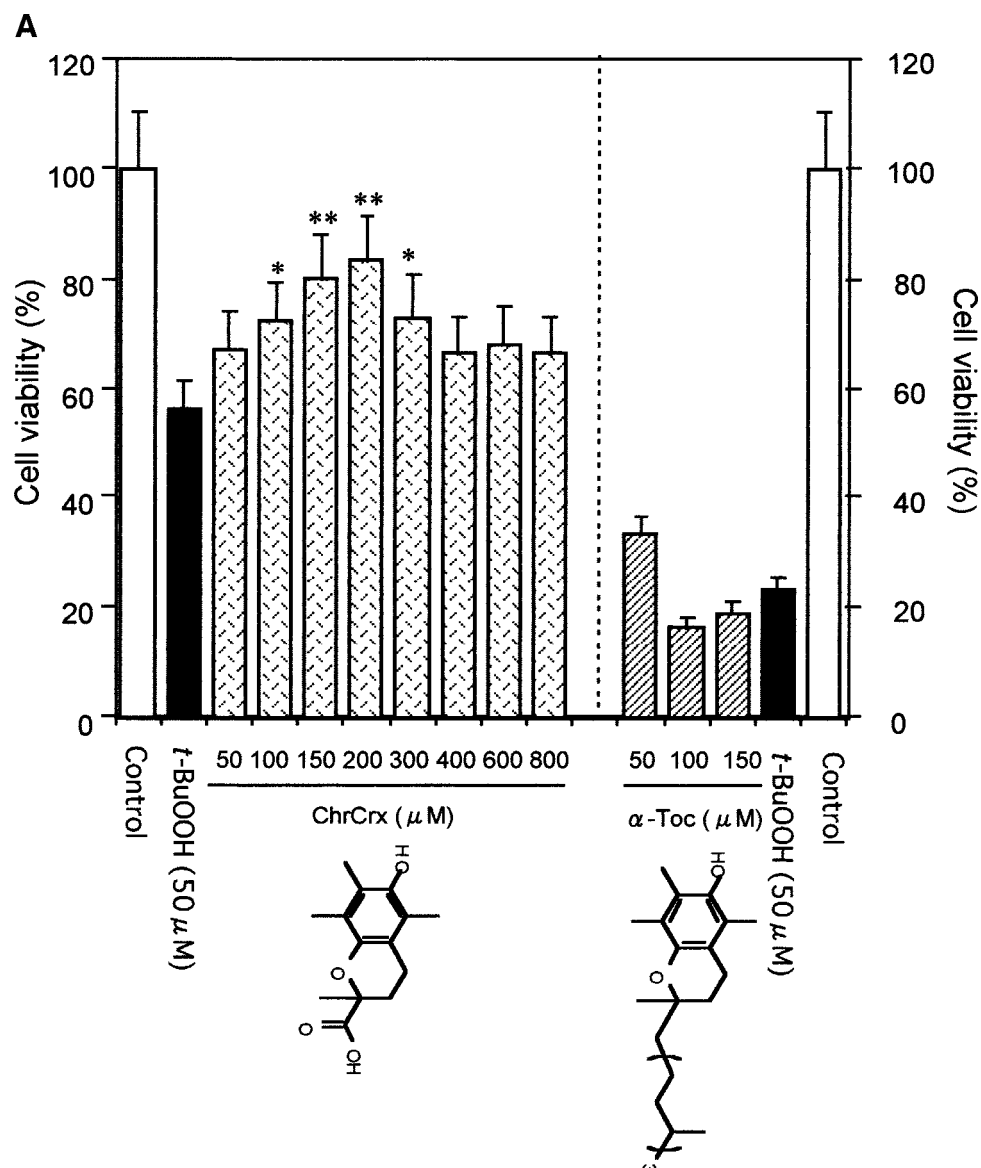 A
120 120
100 100
80 80
60 60
40 40
20 20
0 0
Cell viability (%)
Cell viability (%)
* ** ** *
Control
t-BuOOH (50 μM)
50 100 150 200 300 400 600 800
ChrCrx (μM)
50 100 150
α-Toc (μM)
t-BuOOH (50 μM)
Control
HO
O
O
OH
HO
O